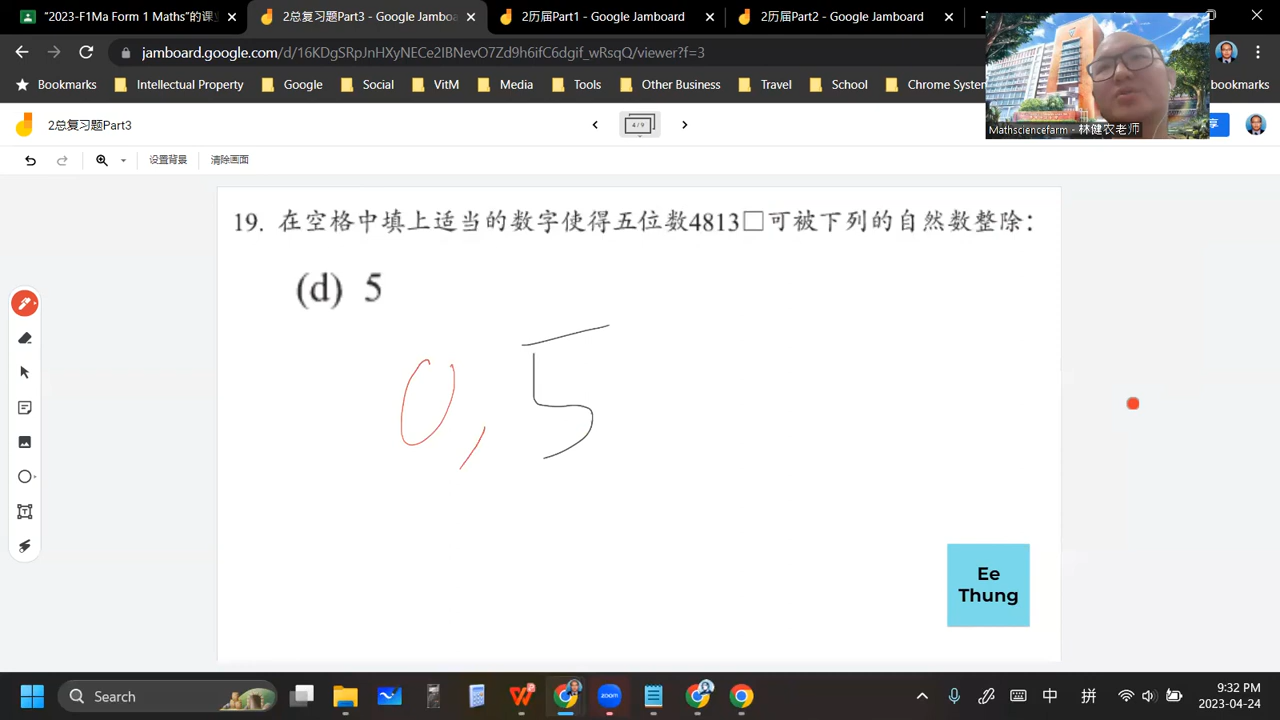 "2023-F1Ma Form 1 Maths"的课
2总复习题Part3 - Google Jambo
2历届Part1 - Google Jamboard
2历届Part2 - Google Jamboard
jamboard.google.com/d/16KDqSRpJnHXyNECe2IBNevO7Zd9h6ifC6dgif_wRsqQ/viewer?f=3
Bookmarks
Intellectual Property
AI
Social
VitM
Media
Tools
Other Business
Travel
School
Chrome System
Bookmarks
Mathsciencefarm - 林健农老师
2总复习题Part3
4 / 9
享
设置背景
清除画面
19. 在空格中填上适当的数字使得五位数4813□可被下列的自然数整除：
(d) 5
0, 5
Ee
Thung
Search
中
拼
9:32 PM
2023-04-24